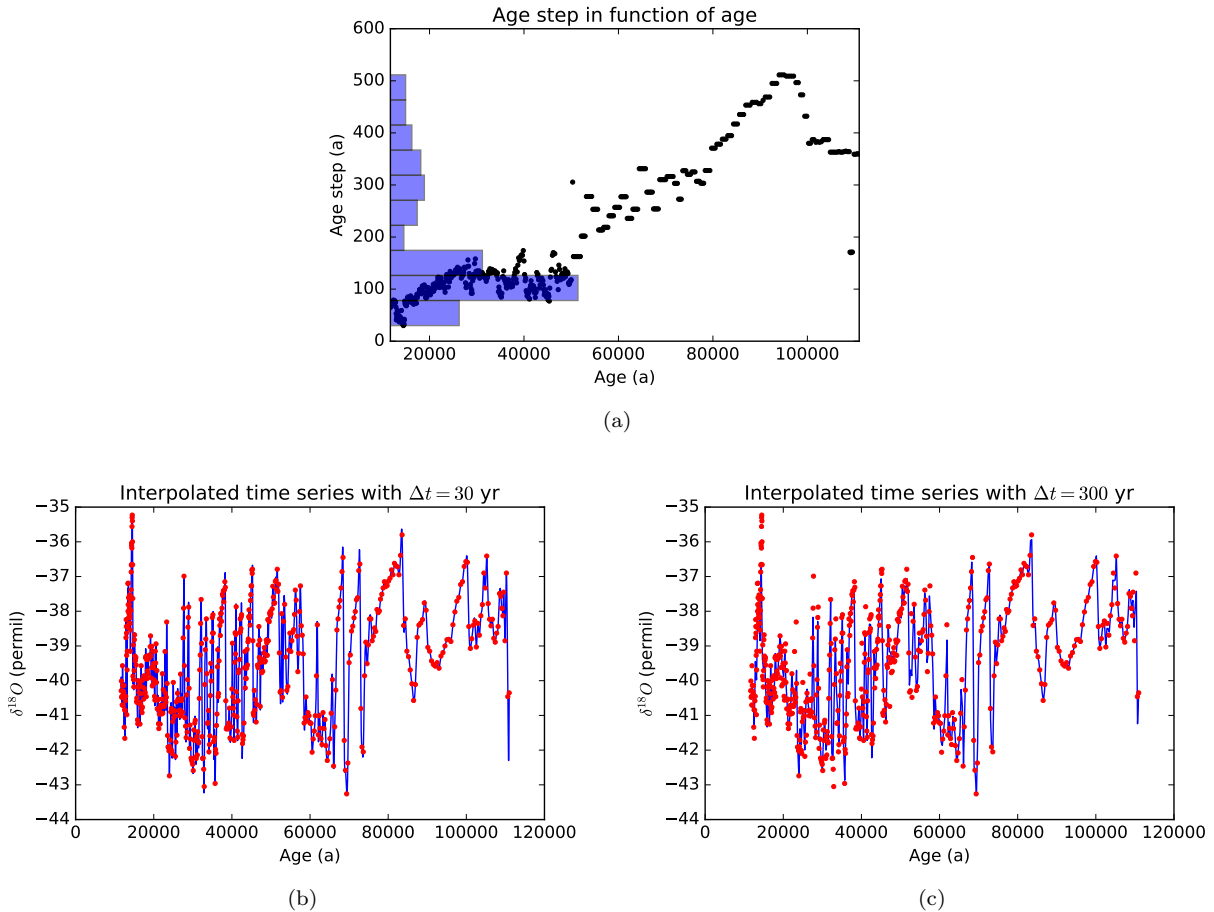 Age step in function of age
600
500
400
300
200
100
0
Age step (a)
20000 40000 60000 80000 100000
Age (a)
(a)
Interpolated time series with Δt = 30 yr
−35
−36
−37
−38
−39
−40
−41
−42
−43
−44
δ¹⁸O (permil)
0 20000 40000 60000 80000 100000 120000
Age (a)
(b)
Interpolated time series with Δt = 300 yr
−35
−36
−37
−38
−39
−40
−41
−42
−43
−44
δ¹⁸O (permil)
0 20000 40000 60000 80000 100000 120000
Age (a)
(c)